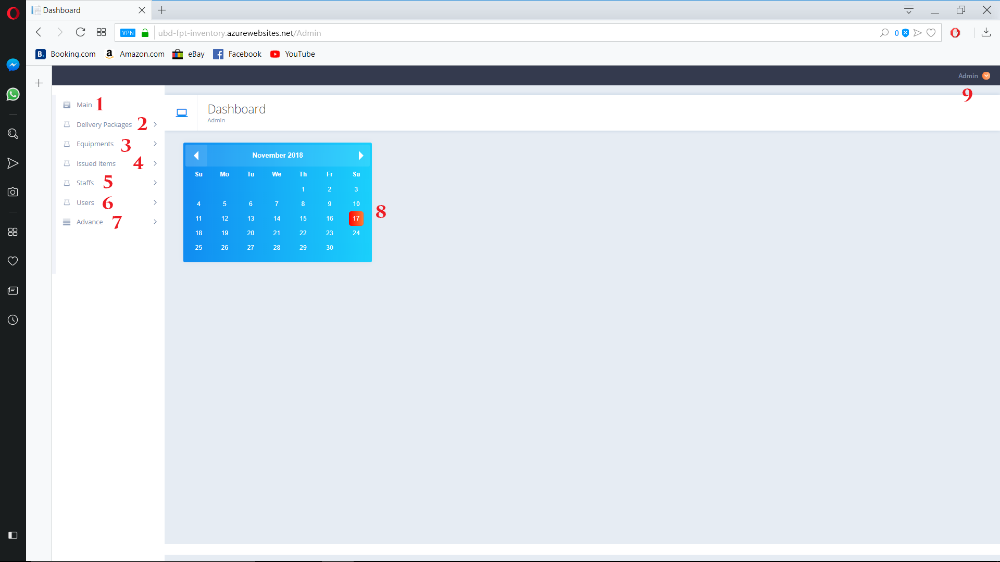 Dashboard
VPN ubd-fpt-inventory.azurewebsites.net/Admin 0
B. Booking.com a Amazon.com eBay Facebook YouTube
Admin
9
Main 1
Delivery Packages 2
Equipments 3
Issued Items 4
Staffs 5
Users 6
Advance 7
Dashboard
Admin
November 2018
Su Mo Tu We Th Fr Sa
1 2 3
4 5 6 7 8 9 10
11 12 13 14 15 16 17
18 19 20 21 22 23 24
25 26 27 28 29 30
8